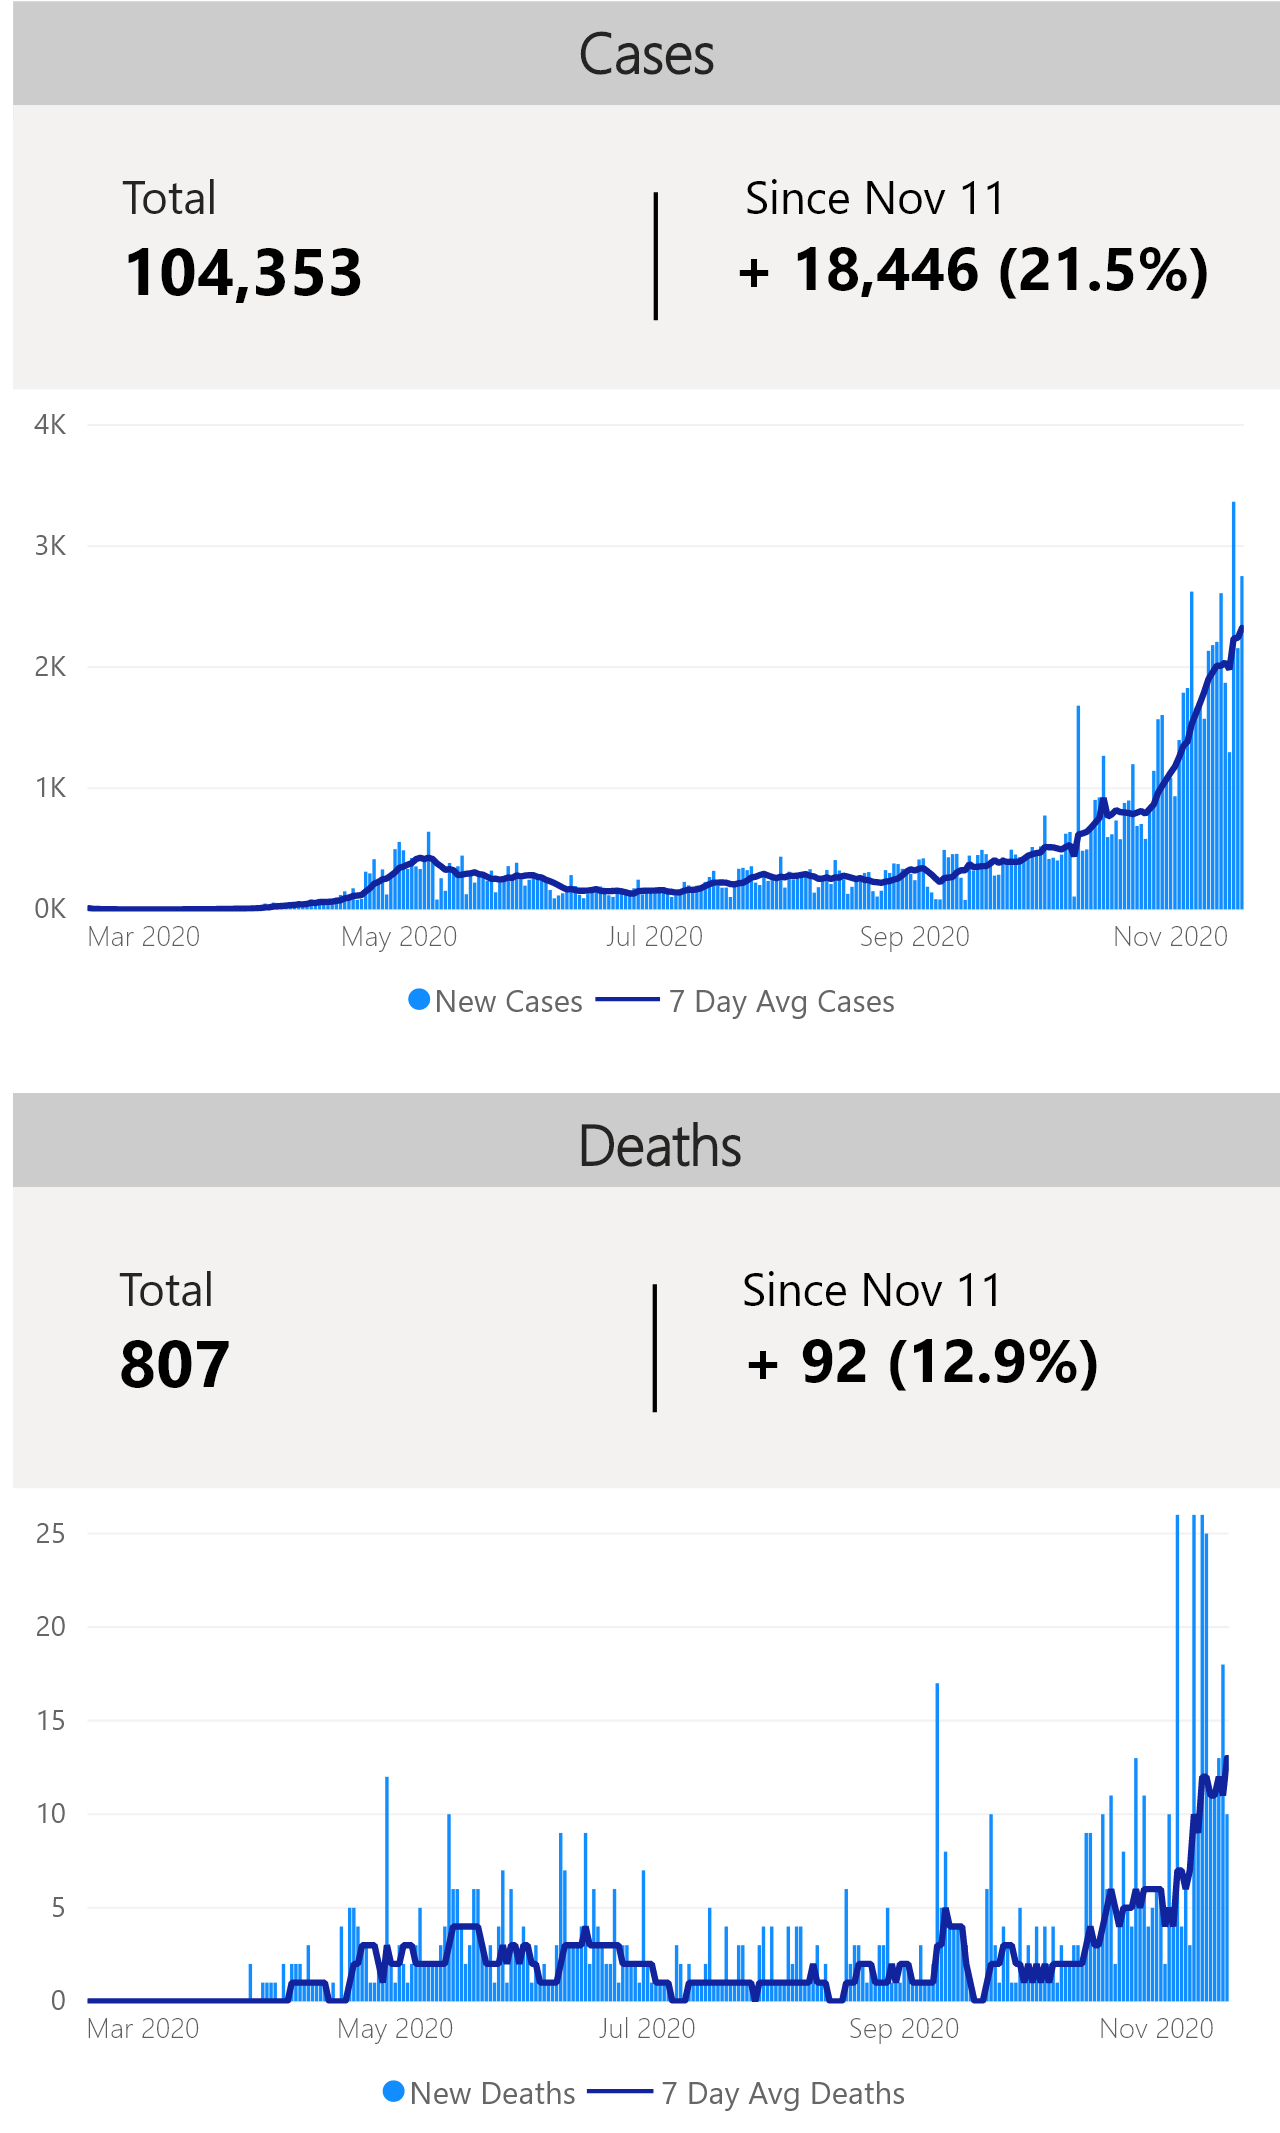 Cases
Total
104,353
Since Nov 11
+ 18,446 (21.5%)
4K
3K
2K
1K
0K
Mar 2020 May 2020 Jul 2020 Sep 2020 Nov 2020
New Cases 7 Day Avg Cases
Deaths
Total
807
Since Nov 11
+ 92 (12.9%)
25
20
15
10
5
0
Mar 2020 May 2020 Jul 2020 Sep 2020 Nov 2020
New Deaths 7 Day Avg Deaths